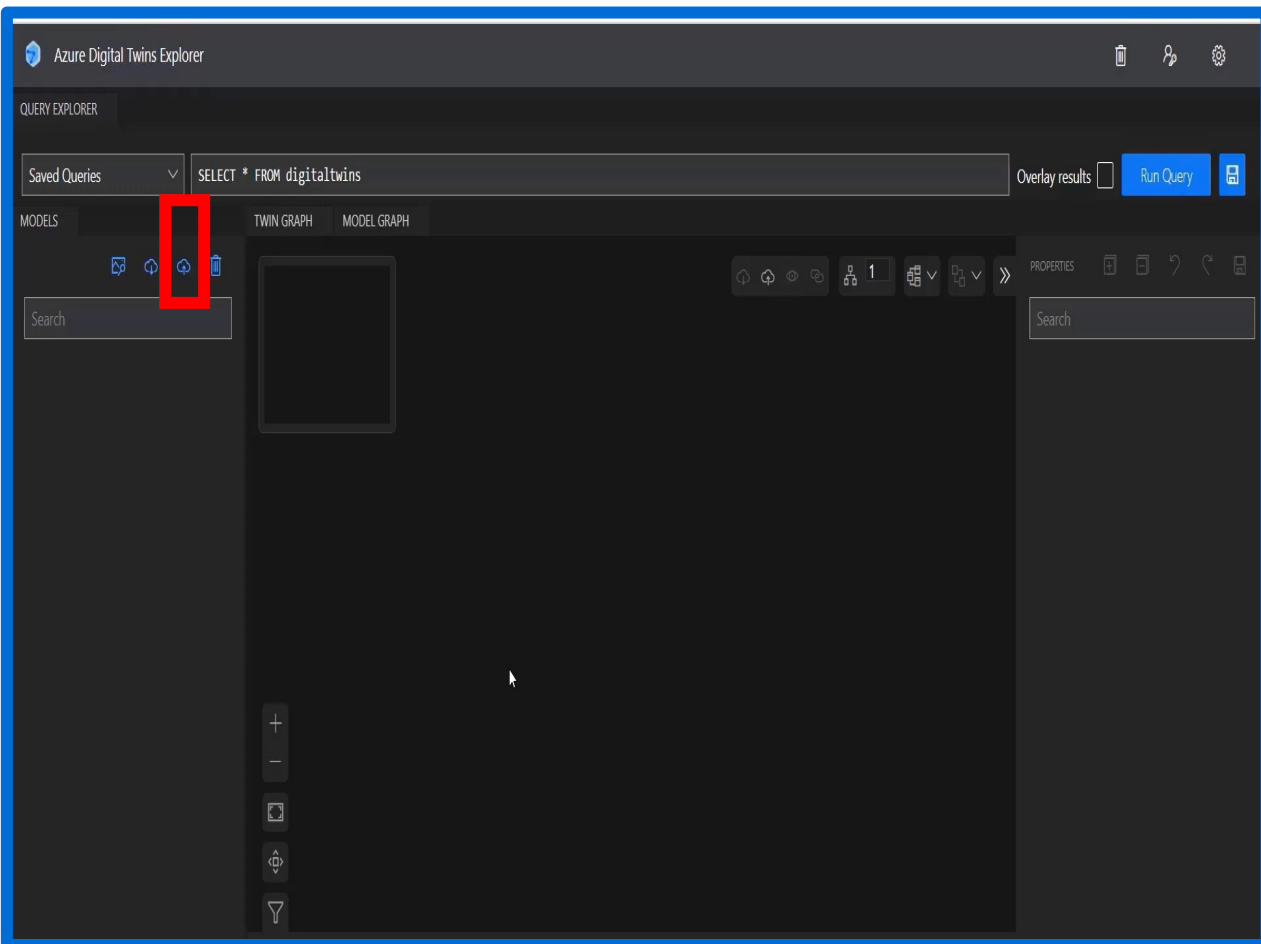 Azure Digital Twins Explorer
QUERY EXPLORER
Saved Queries
SELECT * FROM digitaltwins
Overlay results
Run Query
MODELS
TWIN GRAPH
MODEL GRAPH
1
PROPERTIES
Search
Search